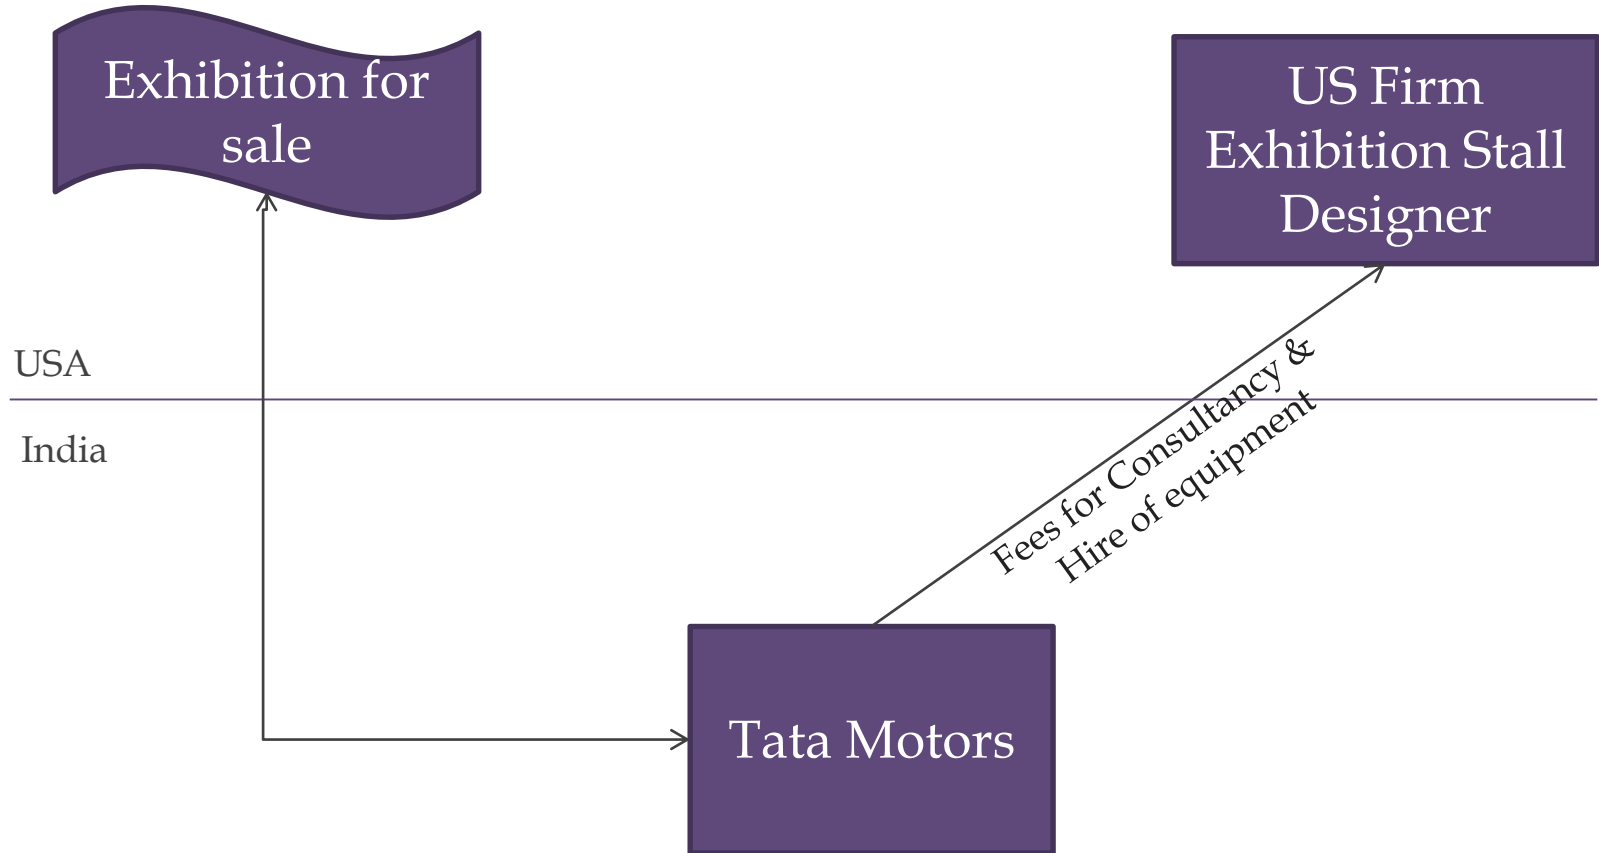 Exhibition for
sale
US Firm
Exhibition Stall
Designer
USA
India
Fees for Consultancy &
Hire of equipment
Tata Motors